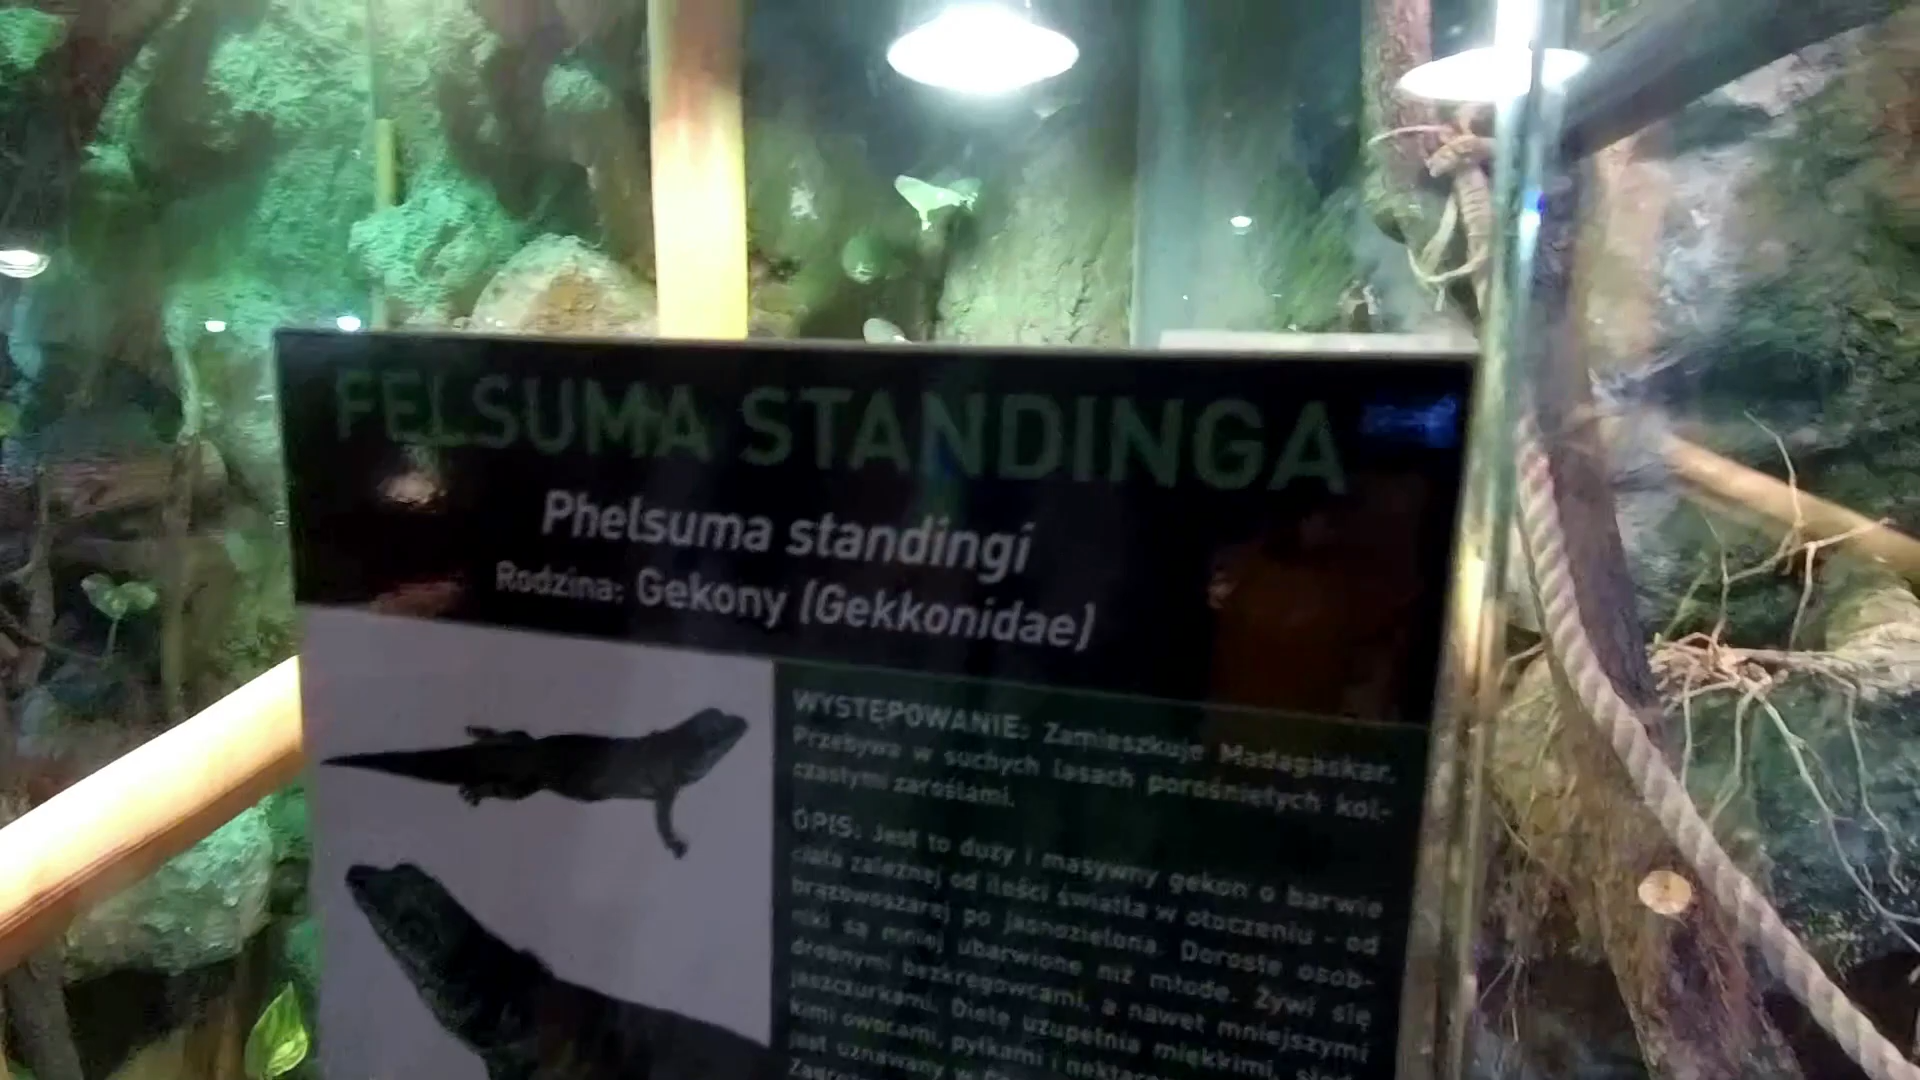 FELSUMA STANDINGA
Phelsuma standingi
Rodzina: Gekony (Gekkonidae)
WYSTĘPOWANIE: Zamieszkuje Madagaskar.
Przebywa w suchych lasach porośniętych kol-
czastymi zaroślami.
OPIS: Jest to duży i masywny gekon o barwie
ciała zależnej od ilości światła w otoczeniu - od
brązowoszarej po jasnozieloną. Dorosłe osob-
niki są mniej ubarwione niż młode. Żywi się
drobnymi bezkręgowcami, a nawet mniejszymi
jaszczurkami. Dietę uzupełnia miękkimi, słod-
kimi owocami, pyłkami i
jest uznawany